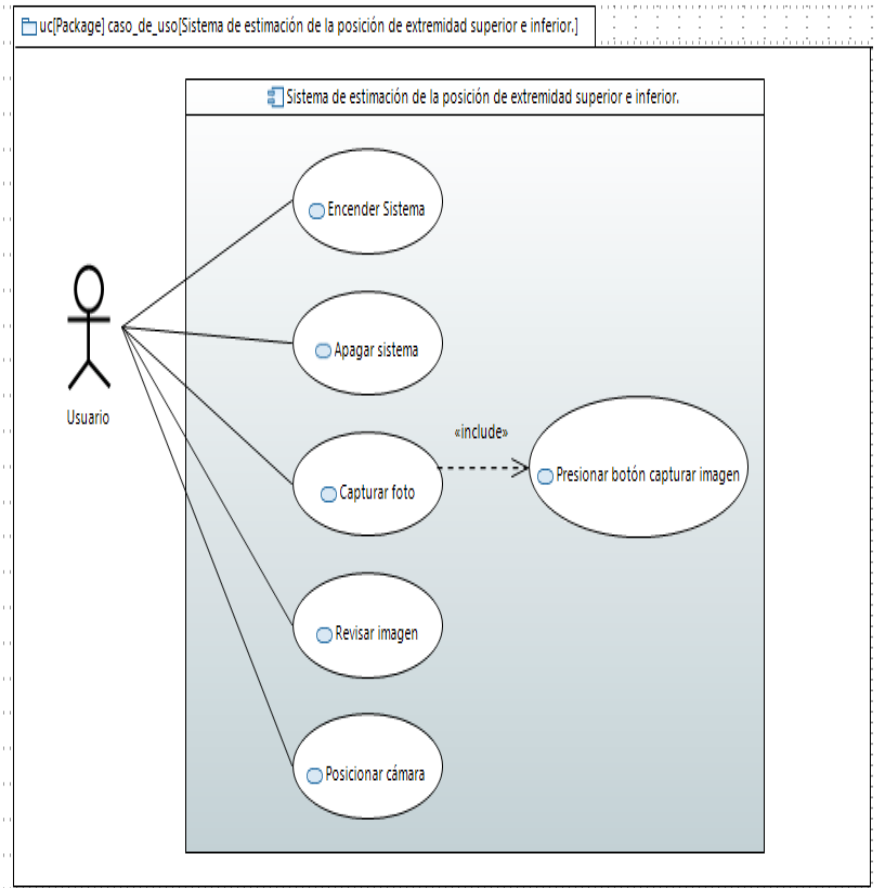 uc[Package] caso_de_uso[Sistema de estimación de la posición de extremidad superior e inferior.]
Sistema de estimación de la posición de extremidad superior e inferior.
Encender Sistema
Apagar sistema
Usuario
«include»
Capturar foto
Presionar botón capturar imagen
Revisar imagen
Posicionar cámara